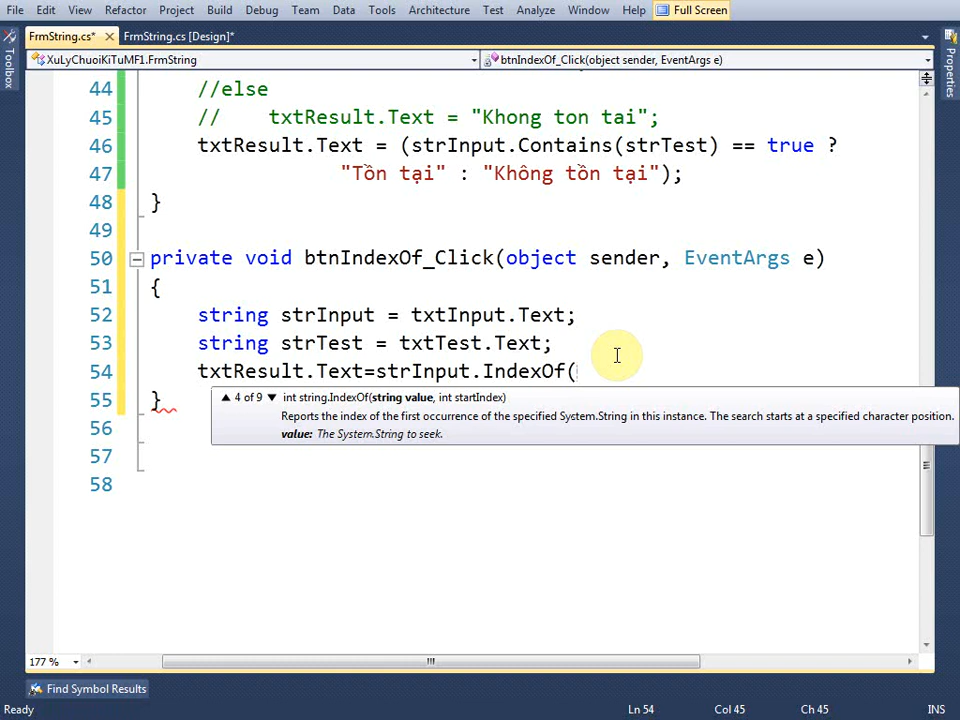 File Edit View Refactor Project Build Debug Team Data Tools Architecture Test Analyze Window Help Full Screen
FrmString.cs* FrmString.cs [Design]*
Toolbox
Properties
XuLyChuoiKiTuMF1.FrmString btnIndexOf_Click(object sender, EventArgs e)
44 //else
45 //    txtResult.Text = "Khong ton tai";
46 txtResult.Text = (strInput.Contains(strTest) == true ?
47 "Tồn tại" : "Không tồn tại");
48 }
49
50 private void btnIndexOf_Click(object sender, EventArgs e)
51 {
52 string strInput = txtInput.Text;
53 string strTest = txtTest.Text;
54 txtResult.Text=strInput.IndexOf(
55 }
▲ 4 of 9 ▼ int string.IndexOf(string value, int startIndex)
Reports the index of the first occurrence of the specified System.String in this instance. The search starts at a specified character position.
value: The System.String to seek.
56
57
58
177 %
Find Symbol Results
Ready Ln 54 Col 45 Ch 45 INS